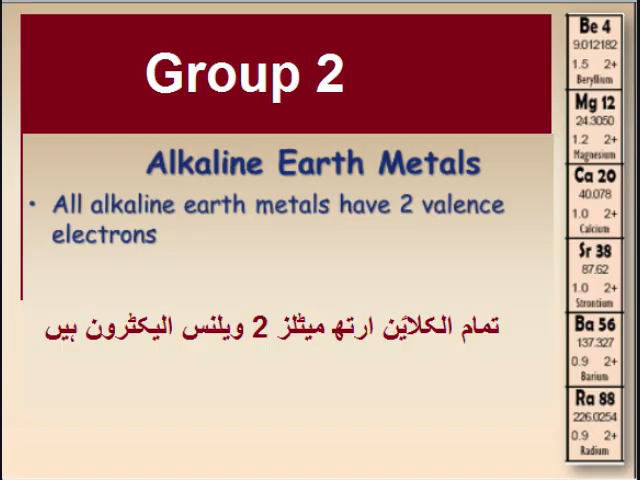 Group 2
Alkaline Earth Metals
• All alkaline earth metals have 2 valence
electrons
تمام الکلایَن ارتھ میٹلز 2 ویلنس الیکٹرون ہیں
Be 4
9.012182
1.5 2+
Beryllium
Mg 12
24.3050
1.2 2+
Magnesium
Ca 20
40.078
1.0 2+
Calcium
Sr 38
87.62
1.0 2+
Strontium
Ba 56
137.327
0.9 2+
Barium
Ra 88
226.0254
0.9 2+
Radium